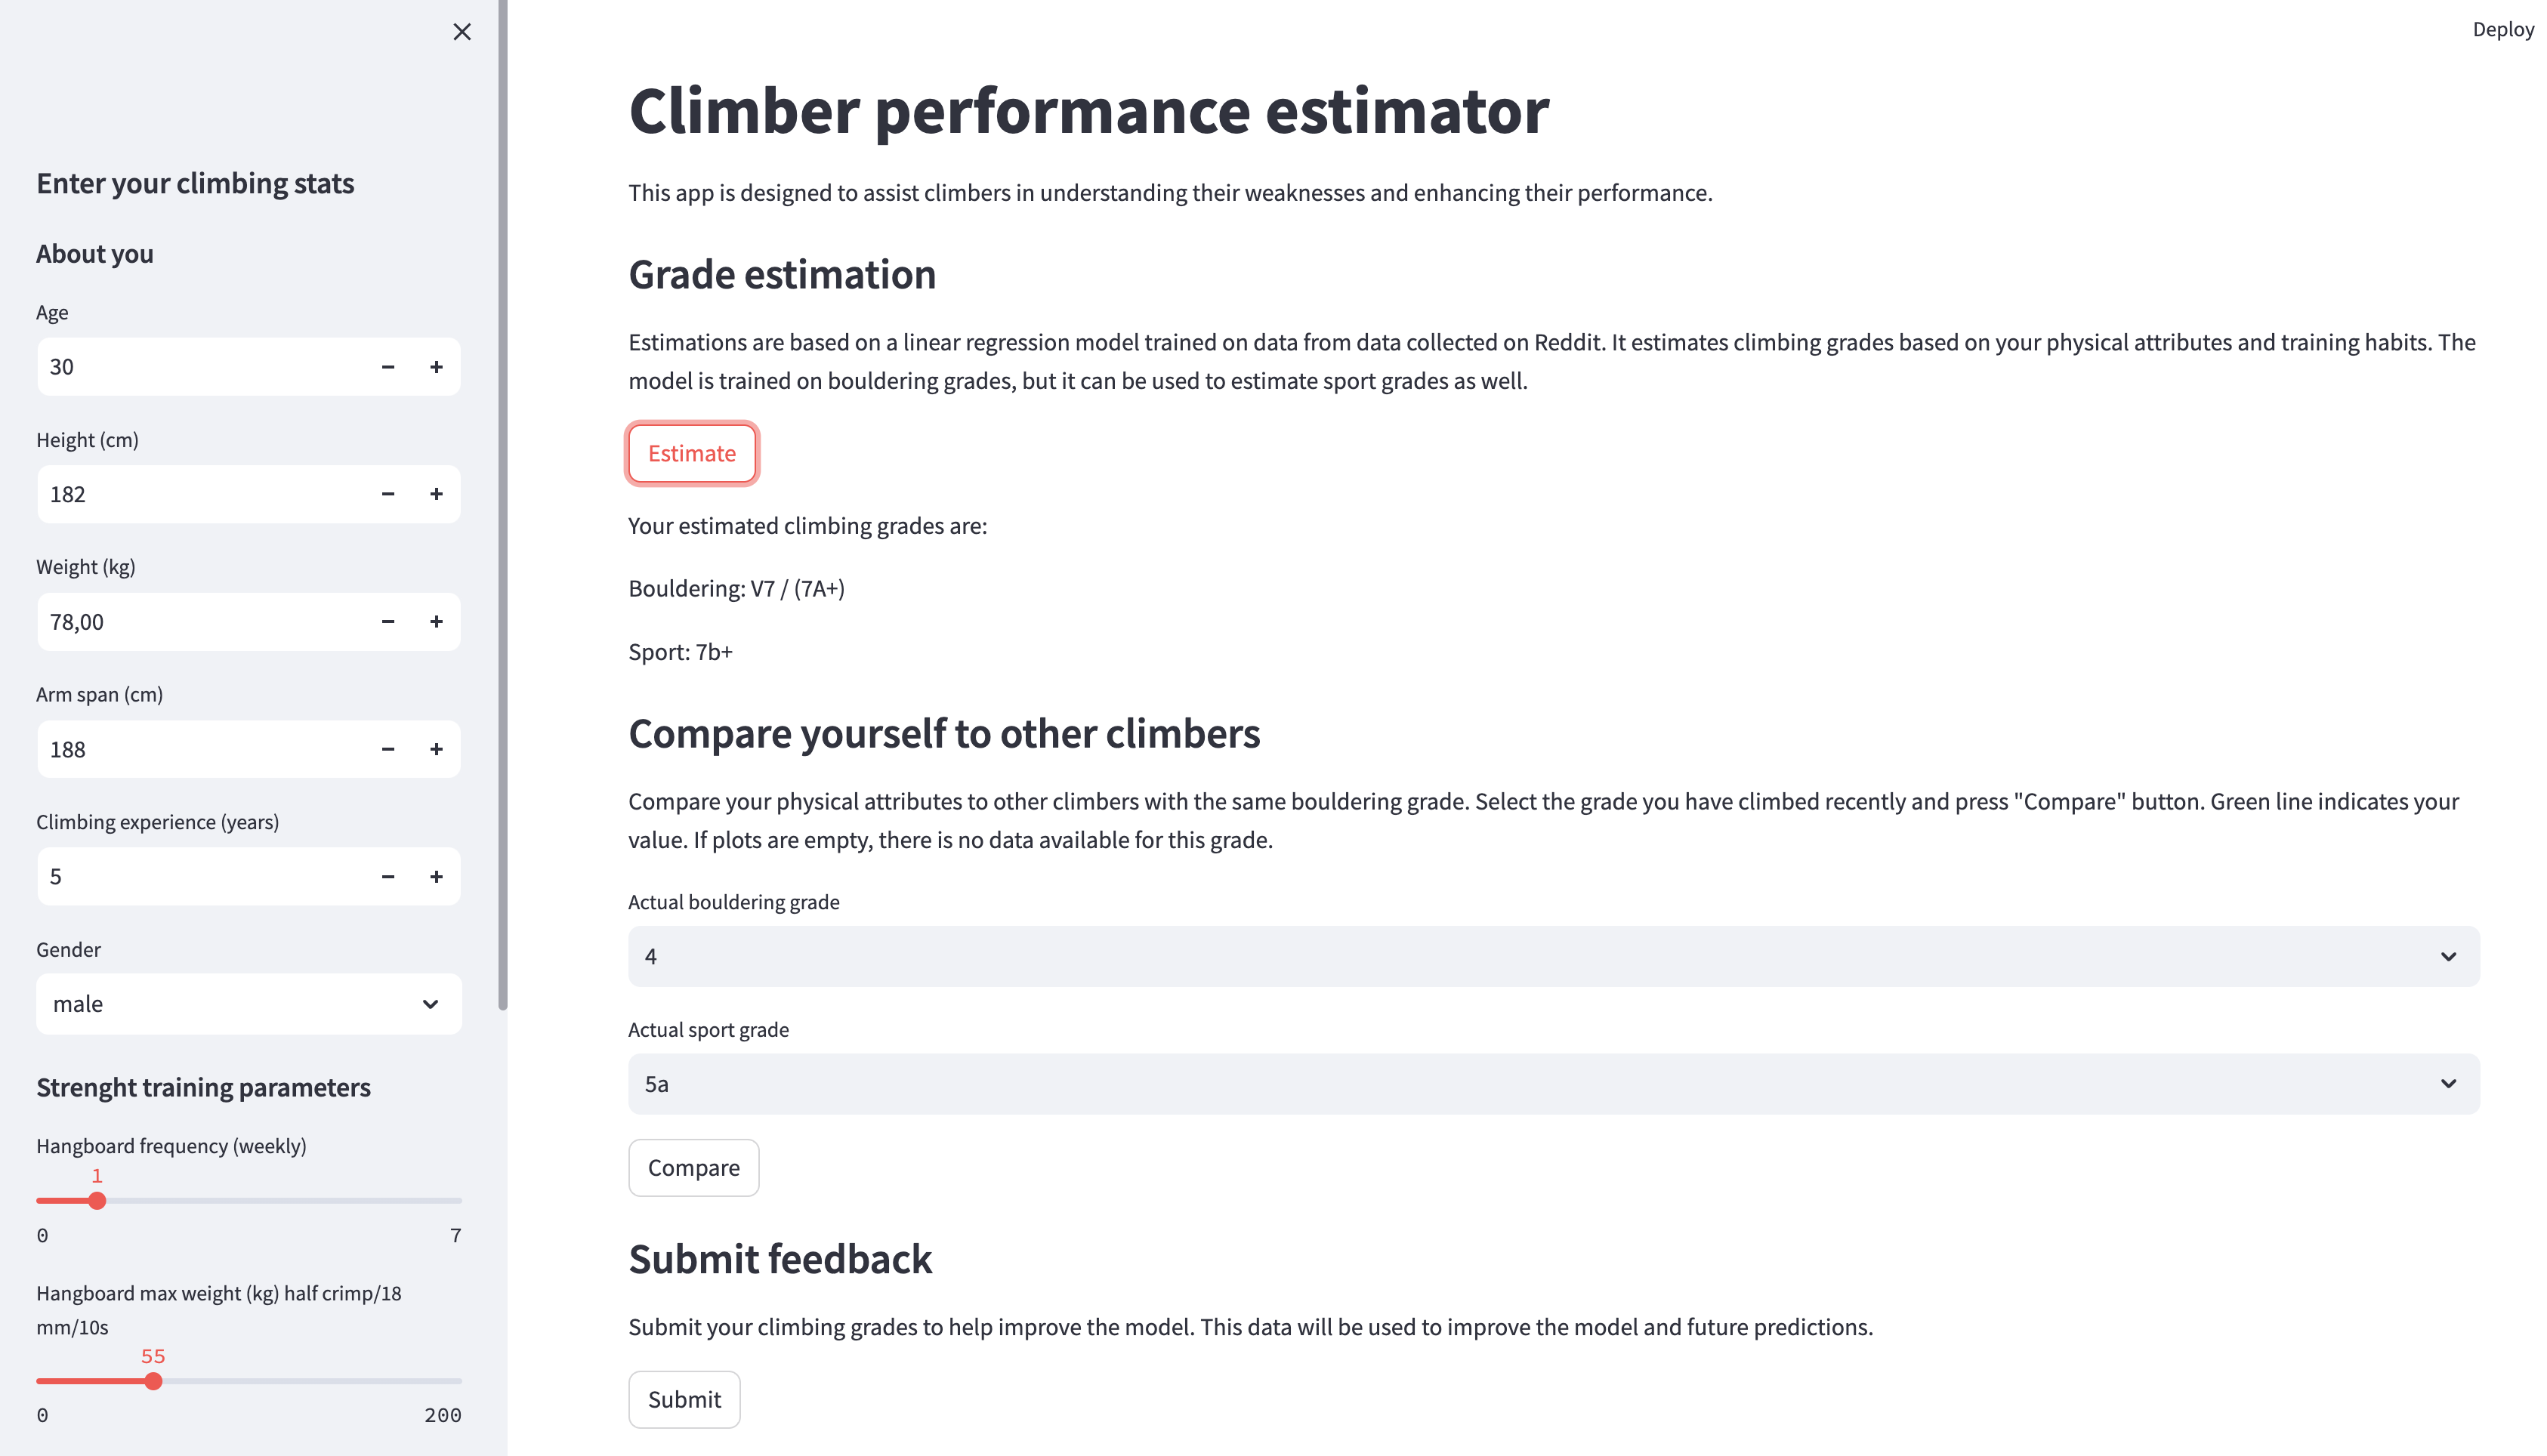 Enter your climbing stats
About you
Age
30
Height (cm)
182
Weight (kg)
78,00
Arm span (cm)
188
Climbing experience (years)
5
Gender
male
Strenght training parameters
Hangboard frequency (weekly)
1
0 7
Hangboard max weight (kg) half crimp/18
mm/10s
55
0 200
Deploy
Climber performance estimator
This app is designed to assist climbers in understanding their weaknesses and enhancing their performance.
Grade estimation
Estimations are based on a linear regression model trained on data from data collected on Reddit. It estimates climbing grades based on your physical attributes and training habits. The
model is trained on bouldering grades, but it can be used to estimate sport grades as well.
Estimate
Your estimated climbing grades are:
Bouldering: V7 / (7A+)
Sport: 7b+
Compare yourself to other climbers
Compare your physical attributes to other climbers with the same bouldering grade. Select the grade you have climbed recently and press "Compare" button. Green line indicates your
value. If plots are empty, there is no data available for this grade.
Actual bouldering grade
4
Actual sport grade
5a
Compare
Submit feedback
Submit your climbing grades to help improve the model. This data will be used to improve the model and future predictions.
Submit